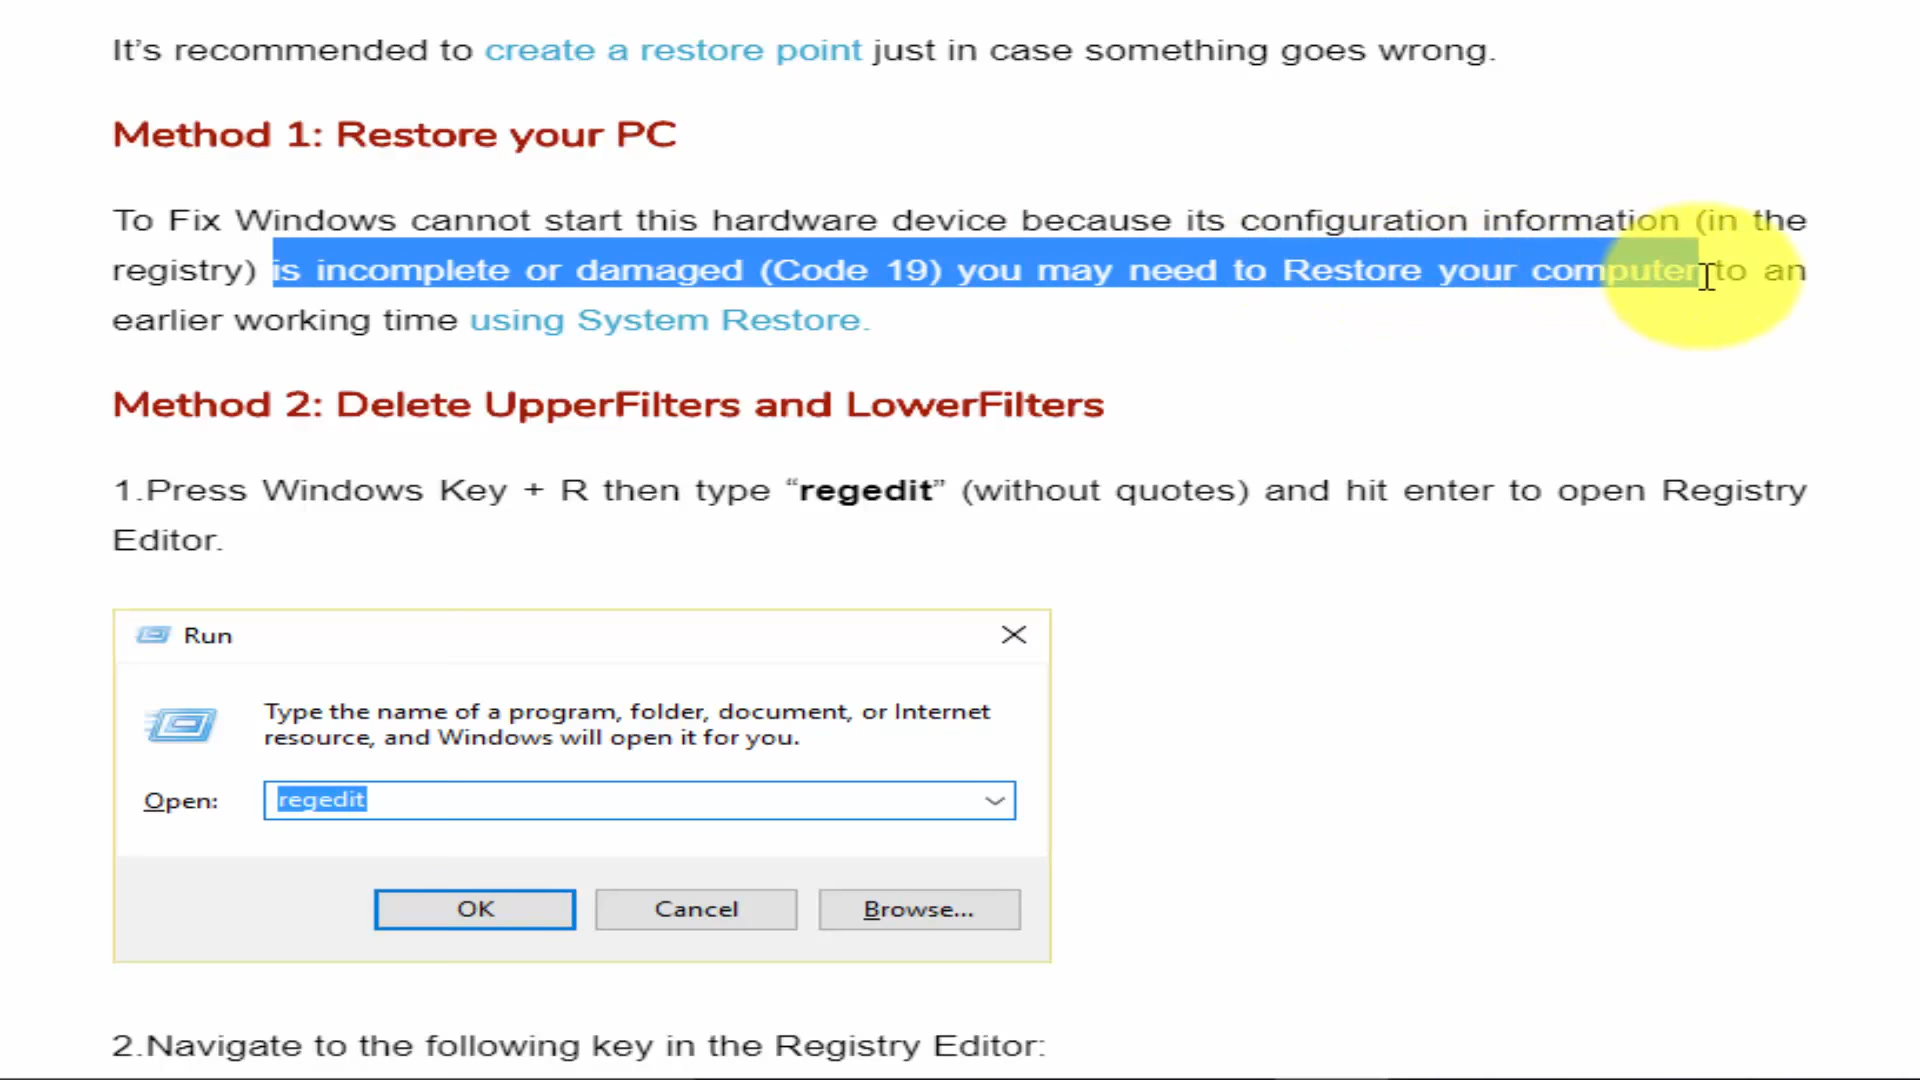 It’s recommended to create a restore point just in case something goes wrong.
Method 1: Restore your PC
To Fix Windows cannot start this hardware device because its configuration information (in the
registry) is incomplete or damaged (Code 19) you may need to Restore your computer to an
earlier working time using System Restore.
Method 2: Delete UpperFilters and LowerFilters
1.Press Windows Key + R then type “regedit” (without quotes) and hit enter to open Registry
Editor.
Run
Type the name of a program, folder, document, or Internet
resource, and Windows will open it for you.
Open: regedit
OK Cancel Browse...
2.Navigate to the following key in the Registry Editor: